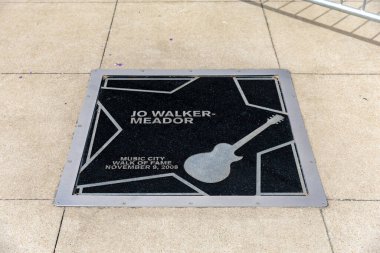 JO WALKER-
MEADOR
MUSIC CITY
WALK OF FAME
NOVEMBER 9, 2008